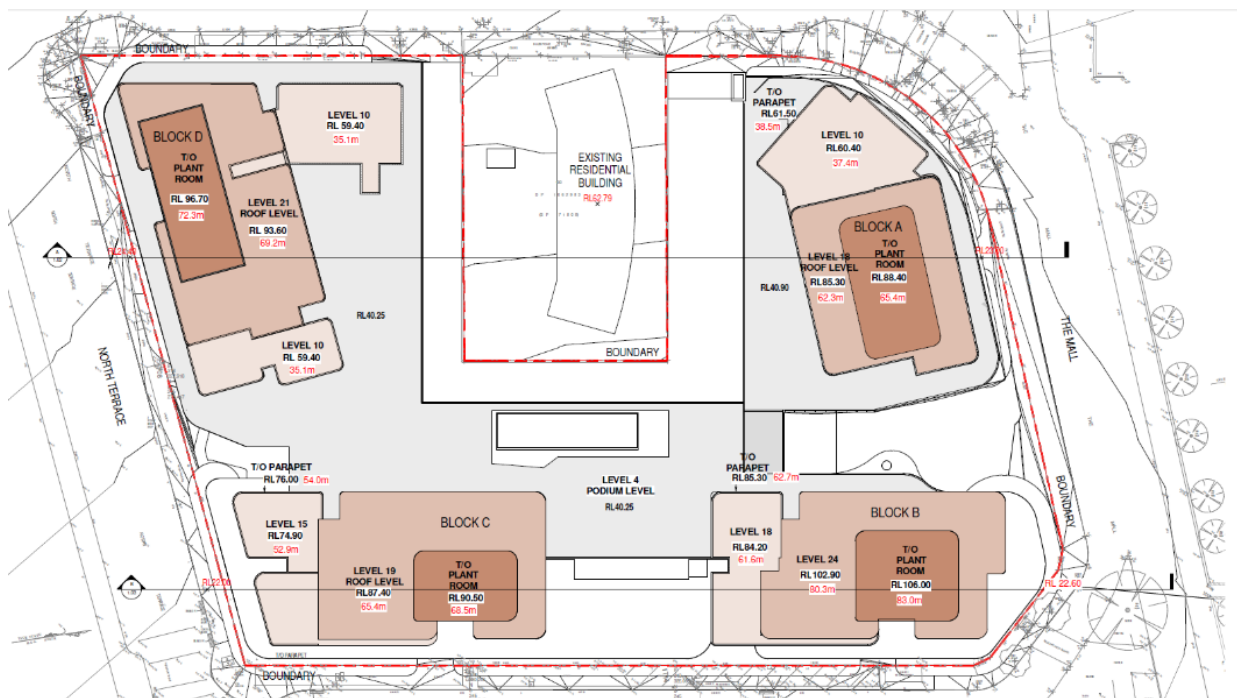 BOUNDARY
BOUNDARY
BLOCK D
T/O
PLANT
ROOM
RL 96.70
72.3m
LEVEL 21
ROOF LEVEL
RL 93.60
69.2m
LEVEL 10
RL 59.40
35.1m
LEVEL 10
RL 59.40
35.1m
RL40.25
NORTH TERRACE
EXISTING
RESIDENTIAL
BUILDING
RL62.79
BOUNDARY
T/O
PARAPET
RL61.50
38.5m
LEVEL 10
RL60.40
37.4m
BLOCK A
T/O
PLANT
ROOM
RL88.40
65.4m
LEVEL 18
ROOF LEVEL
RL85.30
62.3m
RL40.90
THE MALL
BOUNDARY
T/O PARAPET
RL76.00
54.0m
LEVEL 15
RL74.90
52.9m
BLOCK C
LEVEL 19
ROOF LEVEL
RL87.40
65.4m
T/O
PLANT
ROOM
RL90.50
68.5m
LEVEL 4
PODIUM LEVEL
RL40.25
T/O
PARAPET
RL85.30
62.7m
LEVEL 18
RL84.20
61.6m
BLOCK B
LEVEL 24
RL102.90
80.3m
T/O
PLANT
ROOM
RL106.00
83.0m
RL 22.60
T/O PARAPET
BOUNDARY